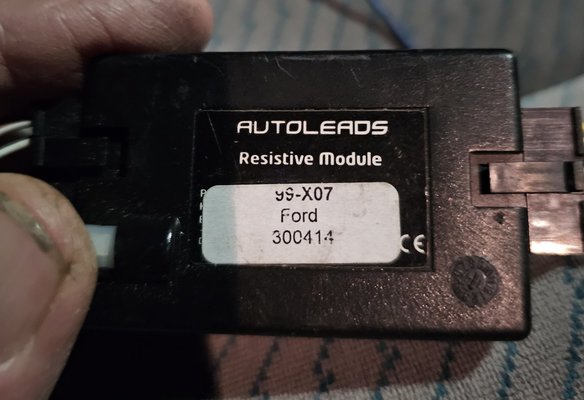 AUTOLEADS
Resistive Module
99-X07
Ford
300414
CE